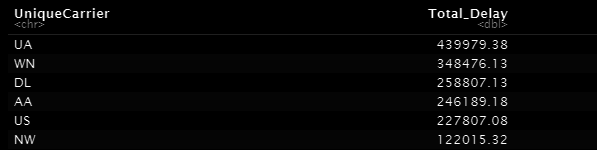 UniqueCarrier Total_Delay
<chr> <dbl>
UA 439979.38
WN 348476.13
DL 258807.13
AA 246189.18
US 227807.08
NW 122015.32